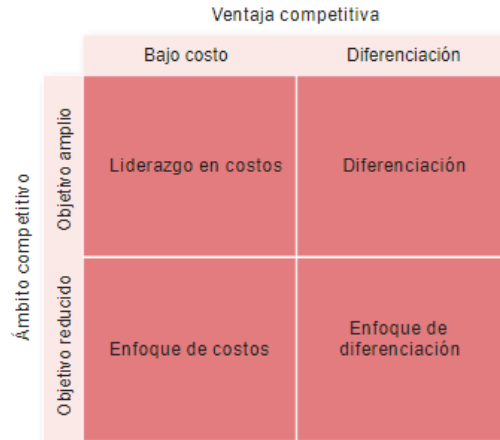 Ventaja competitiva
Bajo costo
Diferenciación
Ámbito competitivo
Objetivo amplio
Liderazgo en costos
Diferenciación
Objetivo reducido
Enfoque de costos
Enfoque de
diferenciación